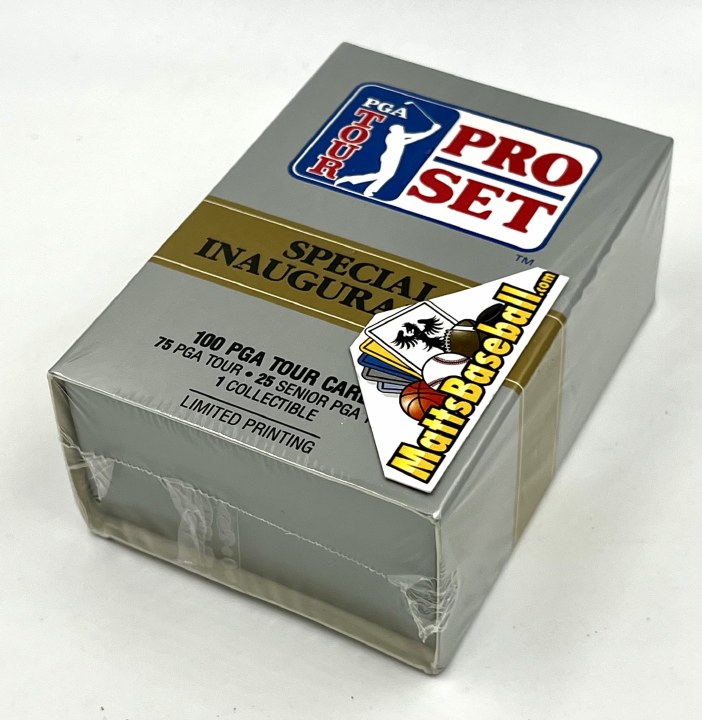 PGA
TOUR
PRO
SET
TM
SPECIAL
INAUGURA
100 PGA TOUR CAR
75 PGA TOUR • 25 SENIOR PGA
1 COLLECTIBLE
LIMITED PRINTING
MattsBaseball.com